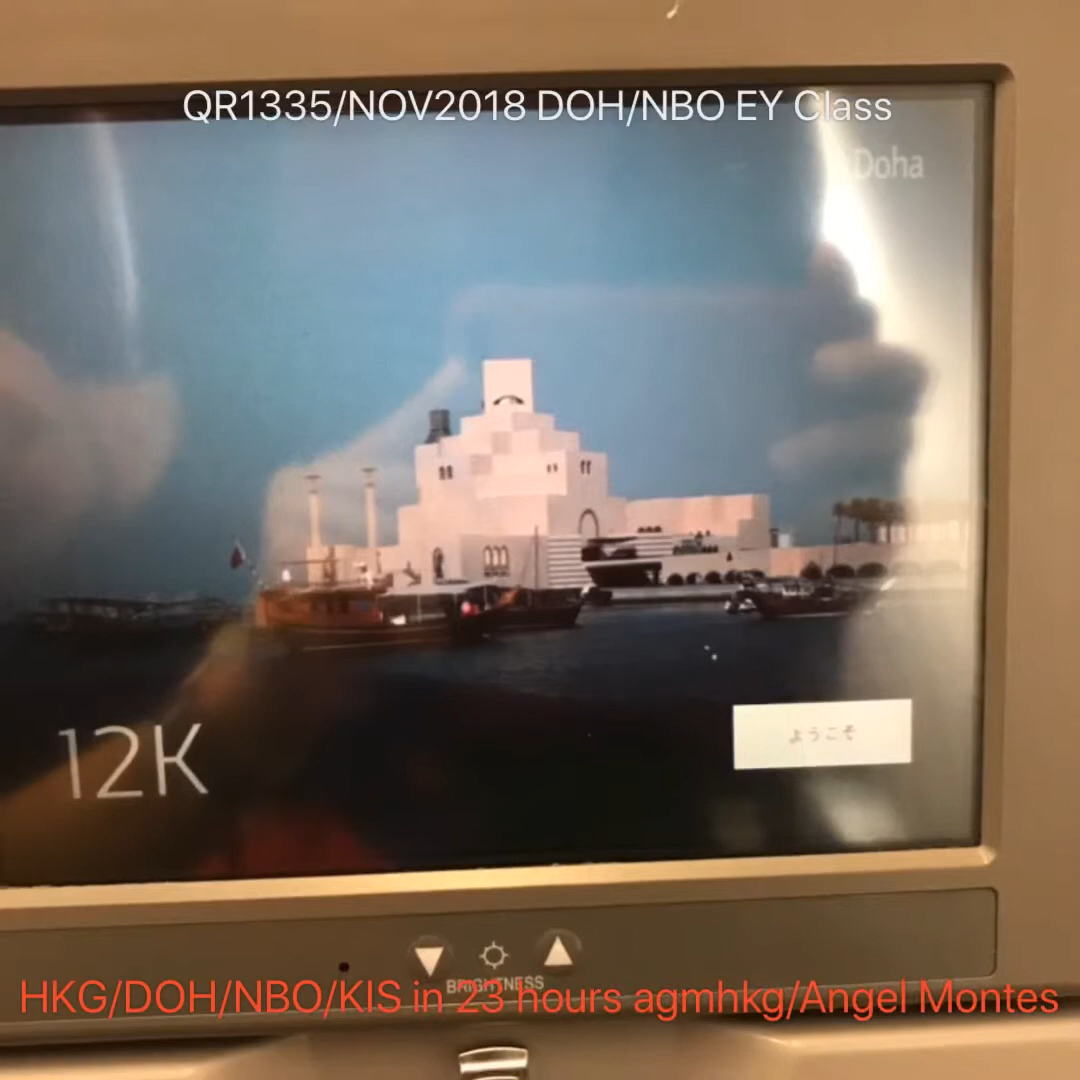 QR1335/NOV2018 DOH/NBO EY Class
Doha
12K
ようこそ
BRIGHTNESS
HKG/DOH/NBO/KIS in 23 hours agmhkg/Angel Montes